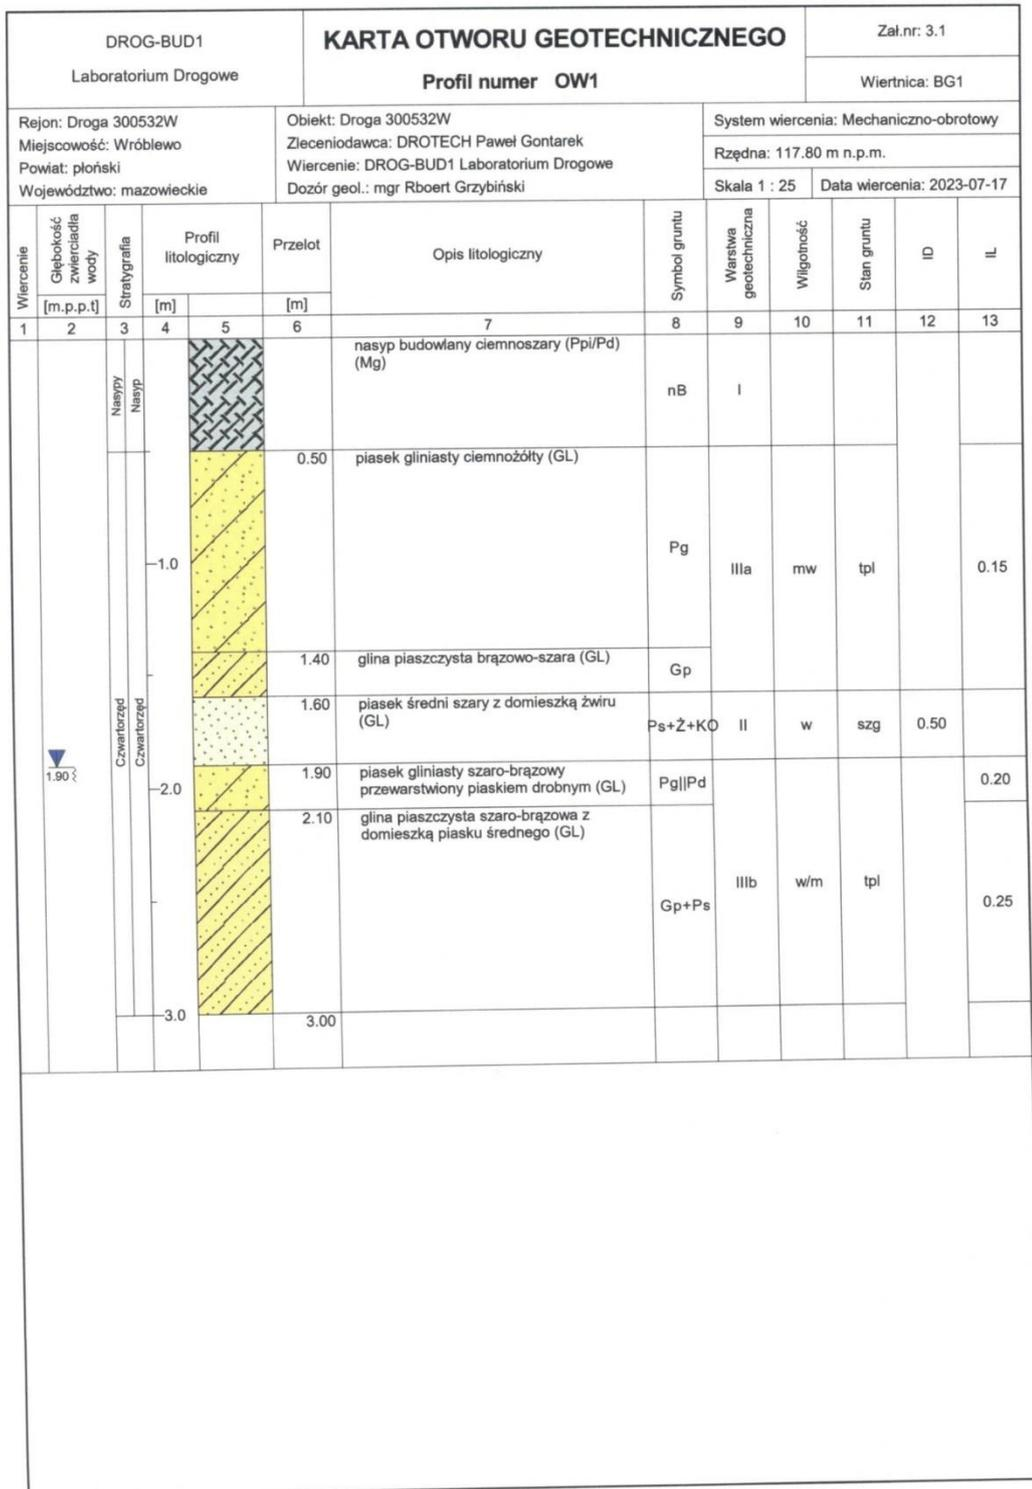 DROG-BUD1
Laboratorium Drogowe
KARTA OTWORU GEOTECHNICZNEGO
Profil numer OW1
Zał.nr: 3.1
Wiertnica: BG1
Rejon: Droga 300532W
Miejscowość: Wróblewo
Powiat: płoński
Województwo: mazowieckie
Obiekt: Droga 300532W
Zleceniodawca: DROTECH Paweł Gontarek
Wiercenie: DROG-BUD1 Laboratorium Drogowe
Dozór geol.: mgr Rboert Grzybiński
System wiercenia: Mechaniczno-obrotowy
Rzędna: 117.80 m n.p.m.
Skala 1 : 25
Data wiercenia: 2023-07-17
Wiercenie
Głębokość
zwierciadła
wody
[m.p.p.t]
Stratygrafia
Profil
litologiczny
[m]
Przelot
[m]
Opis litologiczny
Symbol gruntu
Warstwa
geotechniczna
Wilgotność
Stan gruntu
ID
IL
1 2 3 4 5 6 7 8 9 10 11 12 13
Nasypy
Nasyp
nasyp budowlany ciemnoszary (Ppi/Pd)
(Mg)
nB I
0.50 piasek gliniasty ciemnożółty (GL)
Pg
1.0
IIIa mw tpl 0.15
1.40 glina piaszczysta brązowo-szara (GL)
Gp
Czwartorzęd
Czwartorzęd
1.60 piasek średni szary z domieszką żwiru
(GL)
Ps+Ż+KO II w szg 0.50
1.90
1.90 piasek gliniasty szaro-brązowy
przewarstwiony piaskiem drobnym (GL)
Pg||Pd 0.20
2.0
2.10 glina piaszczysta szaro-brązowa z
domieszką piasku średniego (GL)
IIIb w/m tpl
Gp+Ps 0.25
3.0
3.00